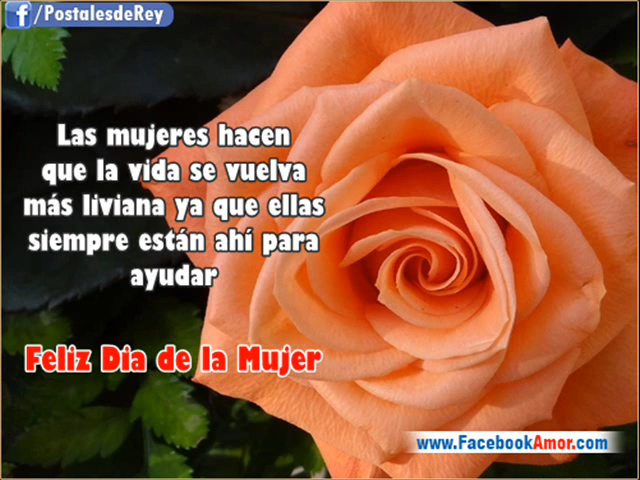 f/PostalesdeRey
Las mujeres hacen
que la vida se vuelva
más liviana ya que ellas
siempre están ahí para
ayudar
Feliz Dia de la Mujer
www.FacebookAmor.com